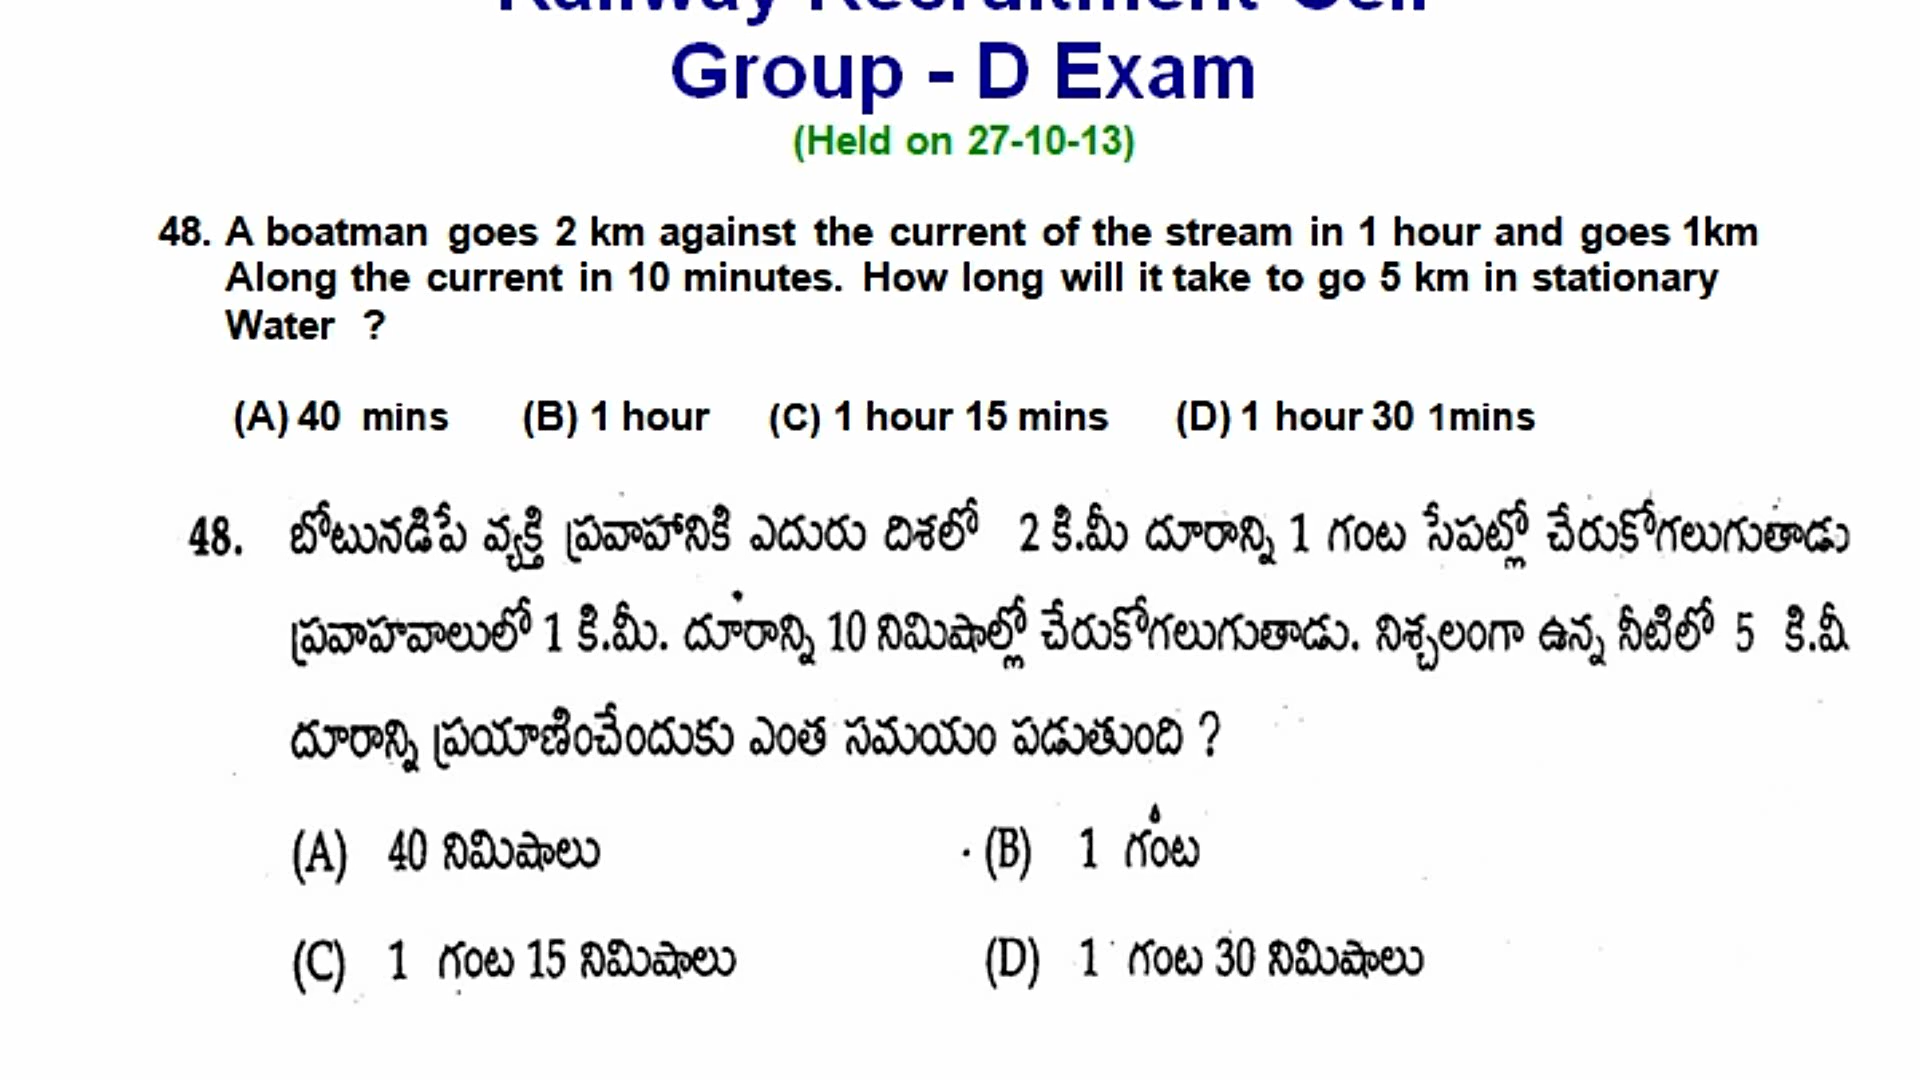 Railway Recruitment Cell
Group - D Exam
(Held on 27-10-13)
48. A boatman goes 2 km against the current of the stream in 1 hour and goes 1km
Along the current in 10 minutes. How long will it take to go 5 km in stationary
Water ?
(A) 40 mins (B) 1 hour (C) 1 hour 15 mins (D) 1 hour 30 1mins
48. బోటునడిపే వ్యక్తి ప్రవాహానికి ఎదురు దిశలో 2 కి.మీ దూరాన్ని 1 గంట సేపట్లో చేరుకోగలుగుతాడు
ప్రవాహవాలులో 1 కి.మీ. దూరాన్ని 10 నిమిషాల్లో చేరుకోగలుగుతాడు. నిశ్చలంగా ఉన్న నీటిలో 5 కి.మీ
దూరాన్ని ప్రయాణించేందుకు ఎంత సమయం పడుతుంది ?
(A) 40 నిమిషాలు (B) 1 గంట
(C) 1 గంట 15 నిమిషాలు (D) 1 గంట 30 నిమిషాలు